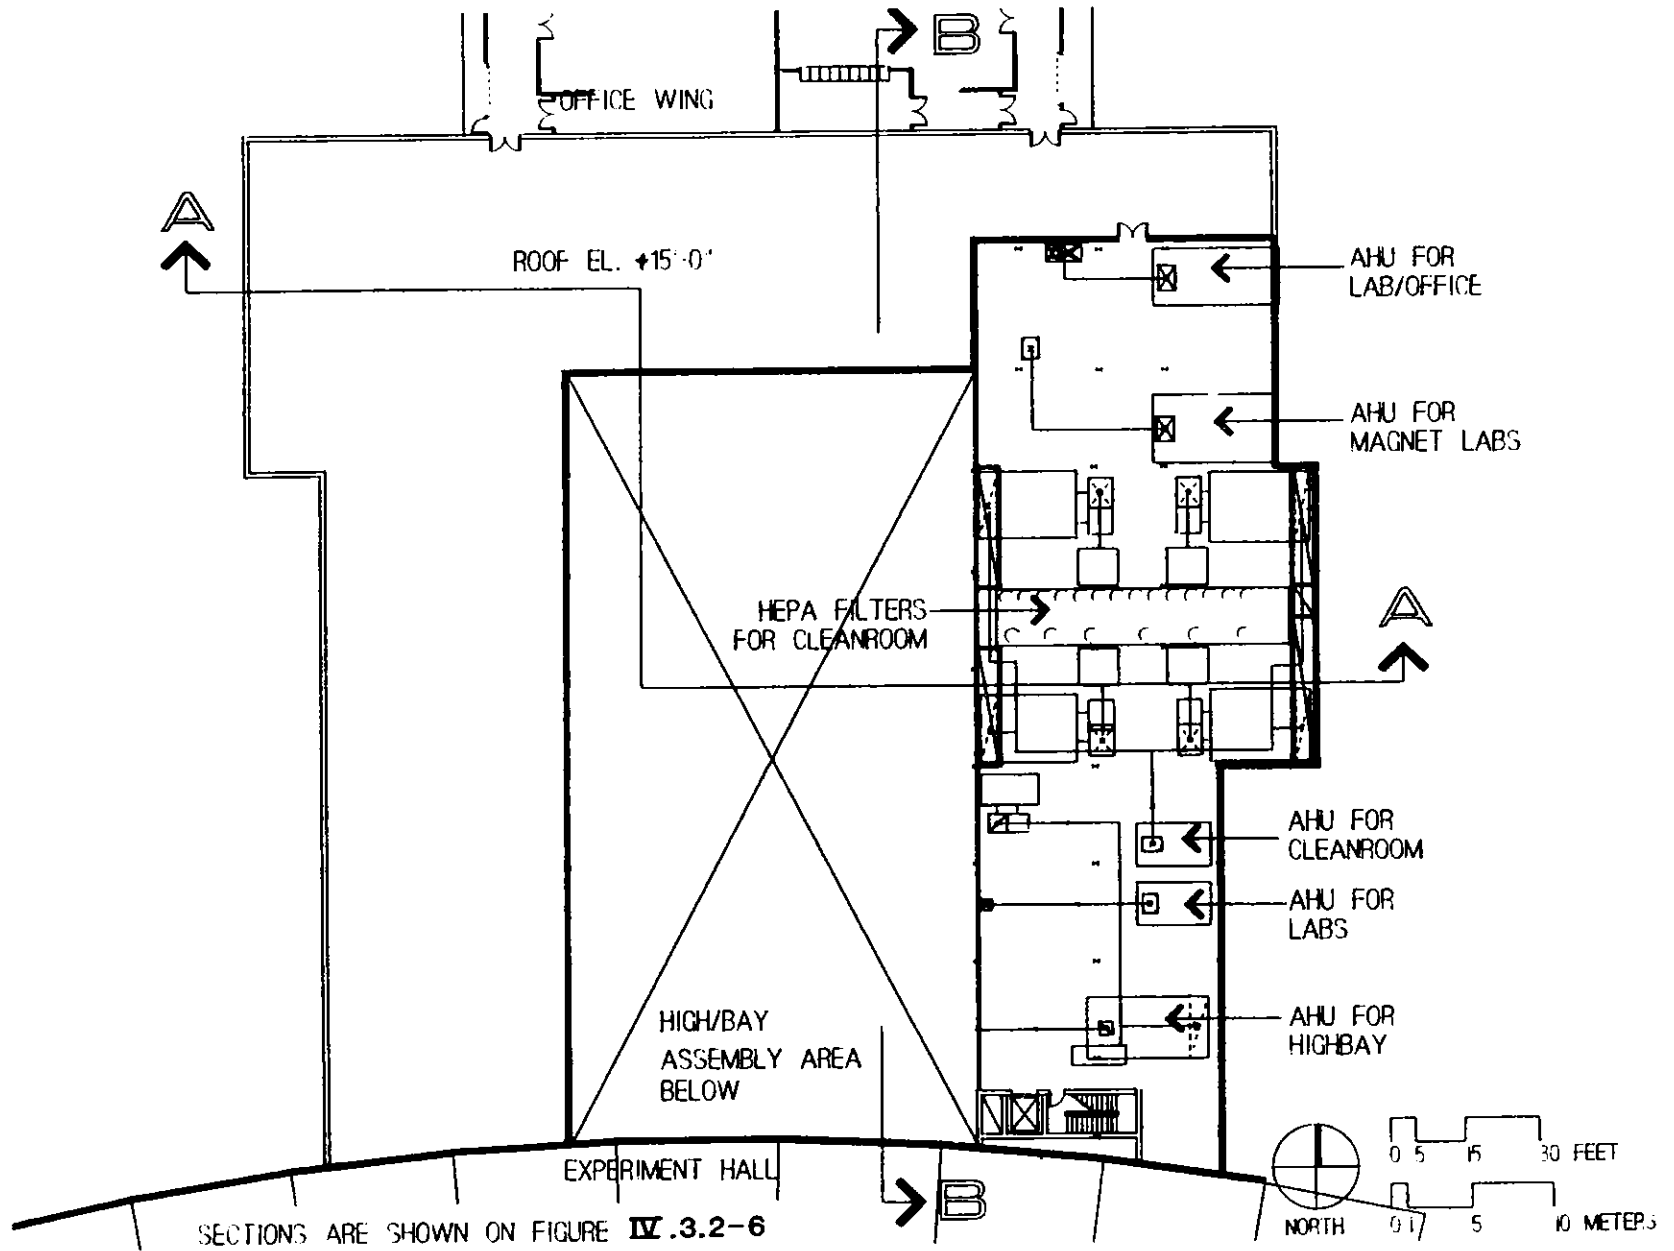 B
OFFICE WING
A
ROOF EL. +15'-0"
AHU FOR
LAB/OFFICE
AHU FOR
MAGNET LABS
HEPA FILTERS
FOR CLEANROOM
A
AHU FOR
CLEANROOM
AHU FOR
LABS
AHU FOR
HIGHBAY
HIGH/BAY
ASSEMBLY AREA
BELOW
EXPERIMENT HALL
B
NORTH
0 5 15 30 FEET
0 1 5 10 METERS
SECTIONS ARE SHOWN ON FIGURE IV.3.2-6